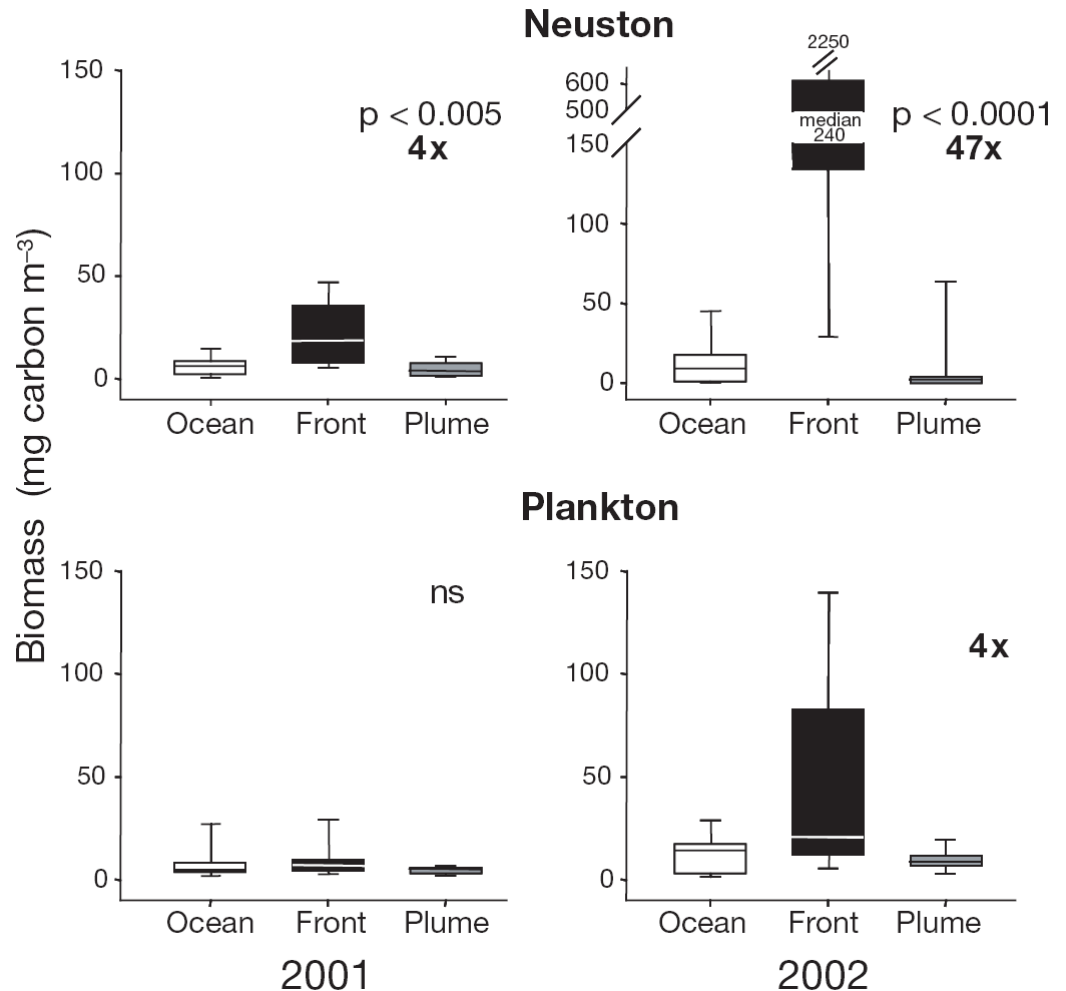 Neuston
Biomass (mg carbon m⁻³)
150
100
50
0
p < 0.005
4x
Ocean Front Plume
600
500
150
100
50
0
2250
median
240
p < 0.0001
47x
Ocean Front Plume
Plankton
150
100
50
0
ns
Ocean Front Plume
2001
150
100
50
0
4x
Ocean Front Plume
2002